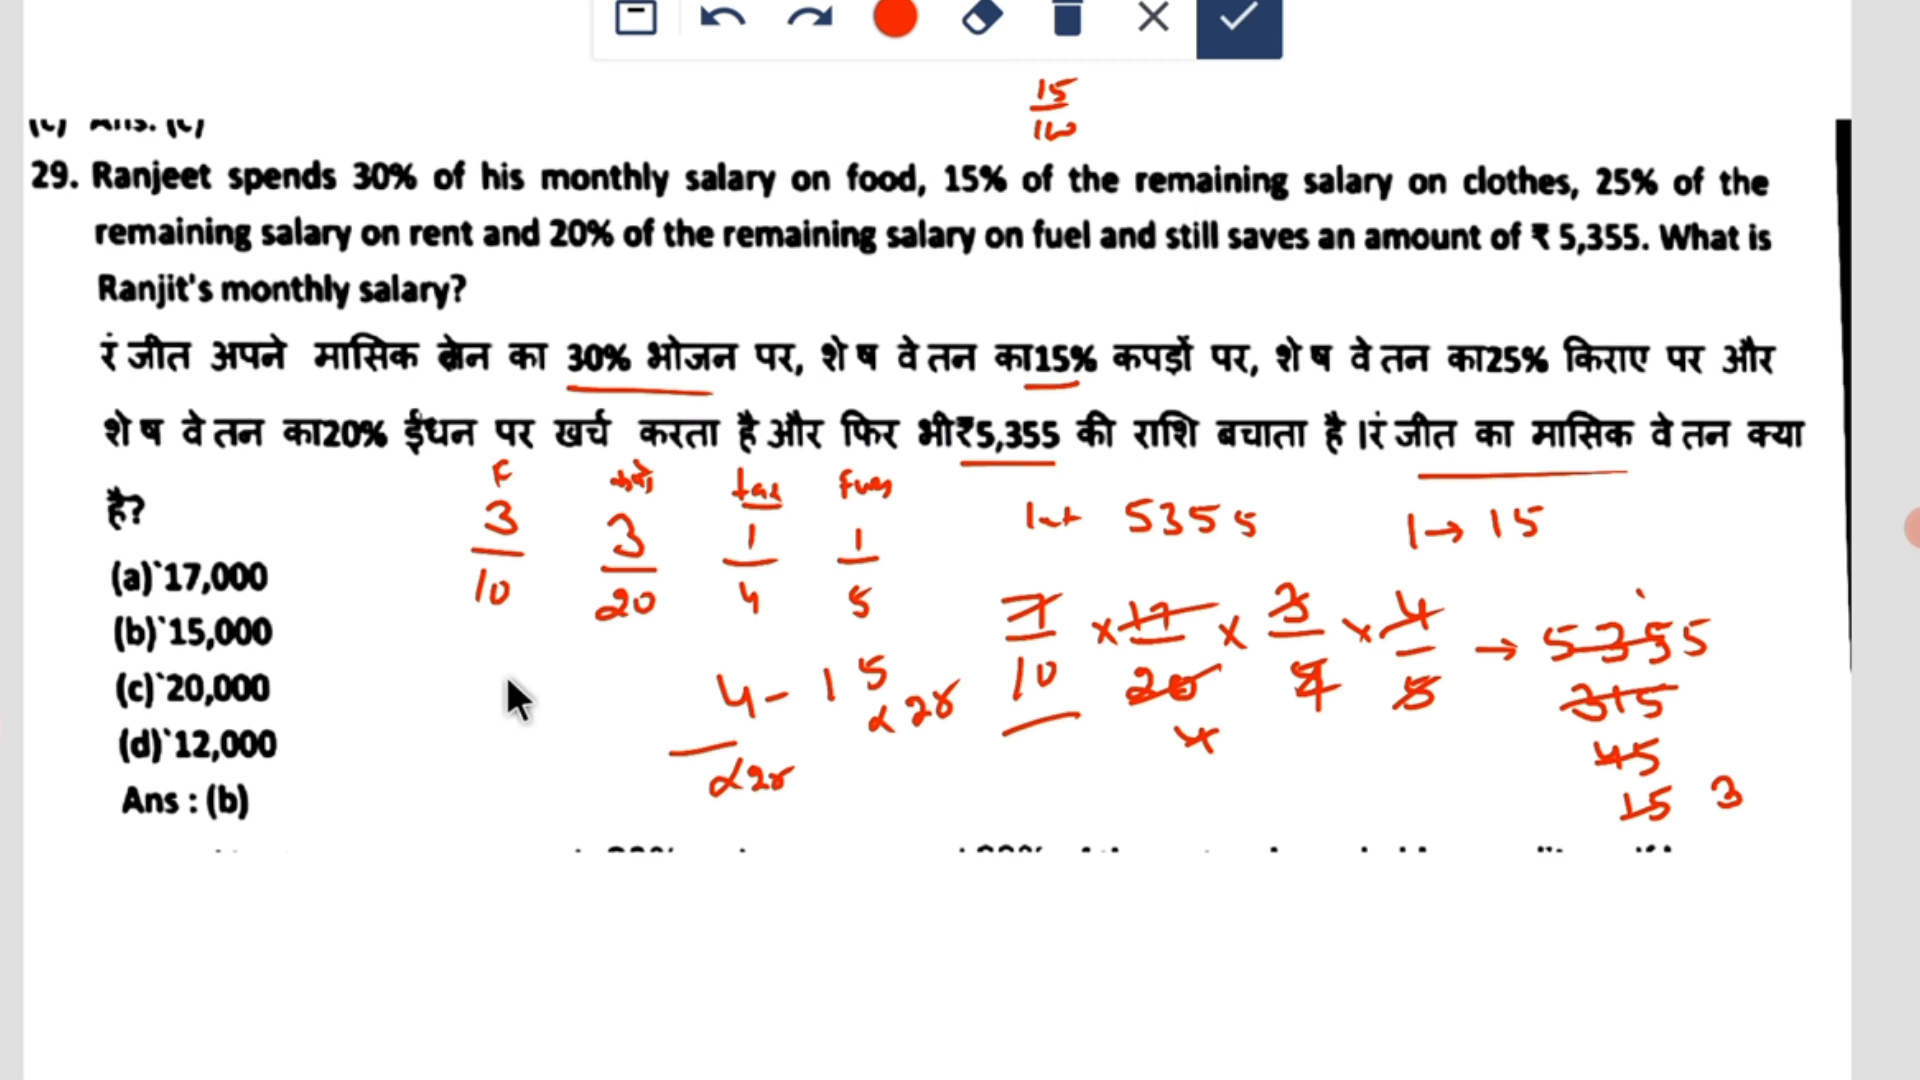 15
10
29. Ranjeet spends 30% of his monthly salary on food, 15% of the remaining salary on clothes, 25% of the
remaining salary on rent and 20% of the remaining salary on fuel and still saves an amount of ₹ 5,355. What is
Ranjit's monthly salary?
रंजीत अपने मासिक का 30% भोजन पर, शेष वेतन का15% कपड़ों पर, शेष वेतन का25% किराए पर और
शेष वेतन का20% ईंधन पर खर्च करता है और फिर भी₹5,355 की राशि बचाता है।रंजीत का मासिक वेतन क्या
है?
F
3 3 1 1
10 20 4 5
5355
1→ 15
7 × 17 × 3 × 4 → 5355
10 20 4 5 315
4 45
15 3
4 - 15
(a)`17,000
(b)`15,000
(c)`20,000
(d)`12,000
Ans : (b)